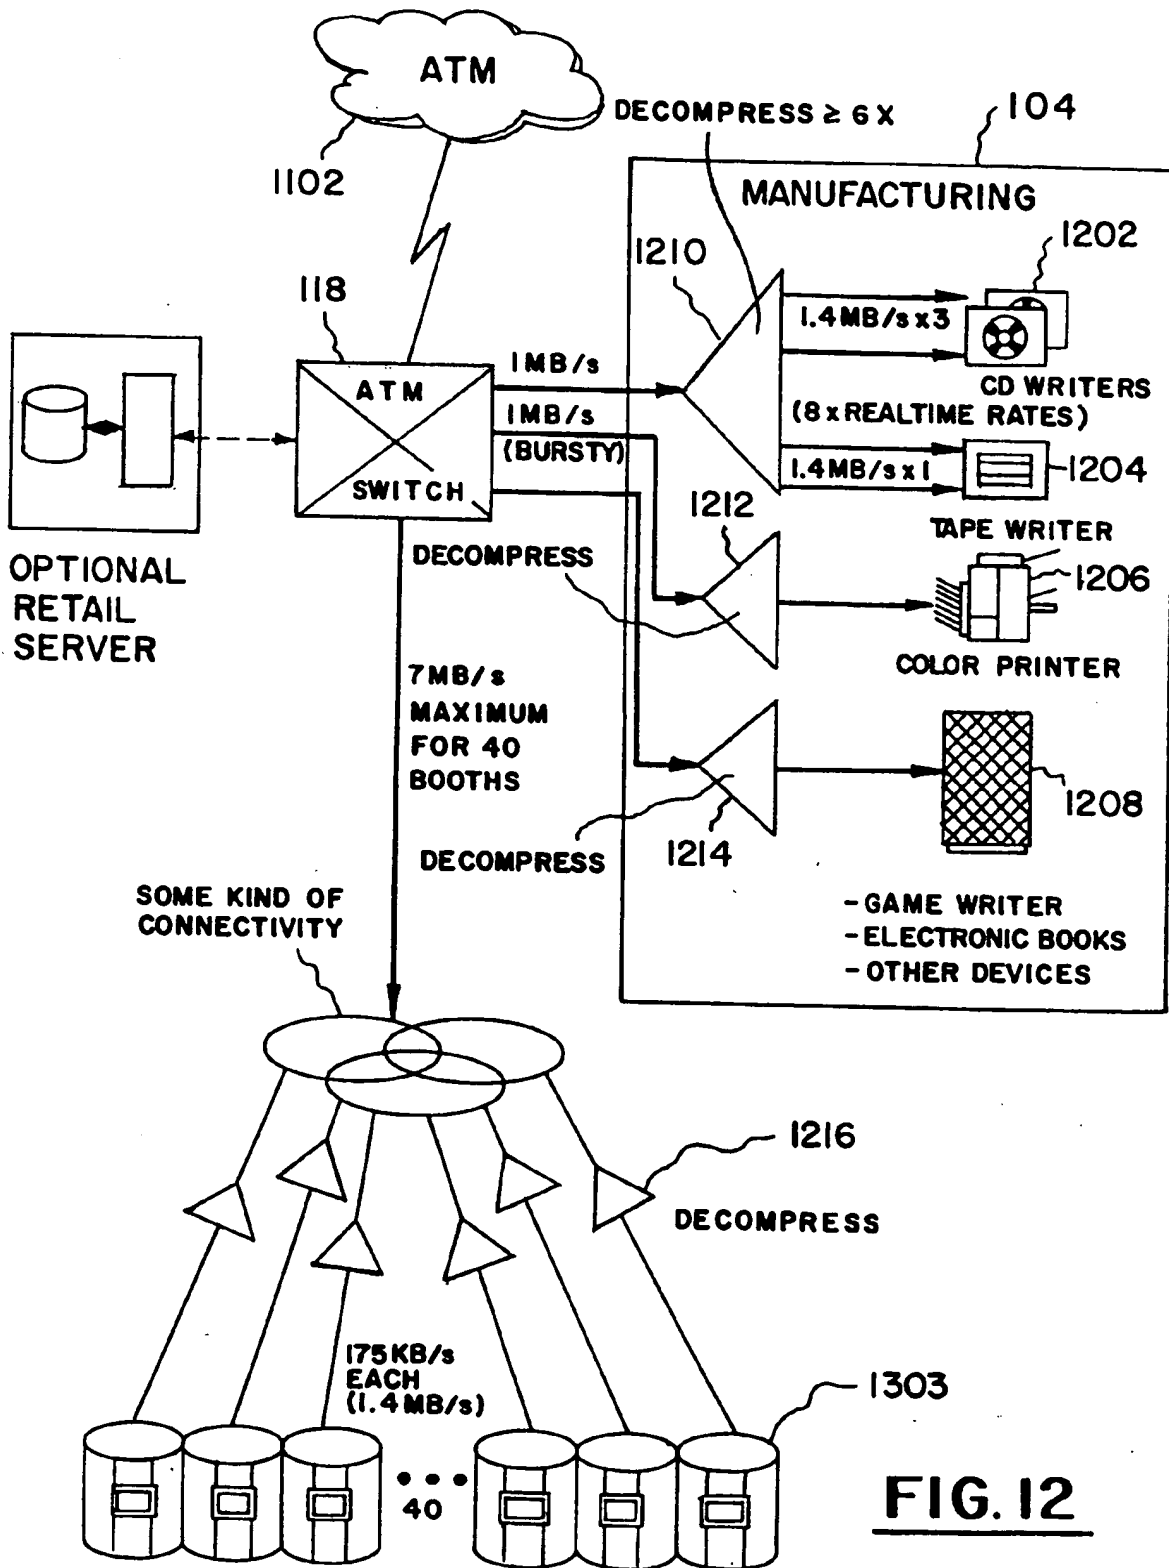 ATM
1102
DECOMPRESS ≥ 6X
104
MANUFACTURING
1210
1202
1.4MB/s x3
CD WRITERS
(8 x REALTIME RATES)
1.4MB/s x1
1204
TAPE WRITER
118
ATM
SWITCH
1MB/s
1MB/s
(BURSTY)
OPTIONAL
RETAIL
SERVER
DECOMPRESS
1212
1206
COLOR PRINTER
7MB/s
MAXIMUM
FOR 40
BOOTHS
DECOMPRESS
1214
1208
- GAME WRITER
- ELECTRONIC BOOKS
- OTHER DEVICES
SOME KIND OF
CONNECTIVITY
1216
DECOMPRESS
175KB/s
EACH
(1.4MB/s)
1303
40
FIG. 12